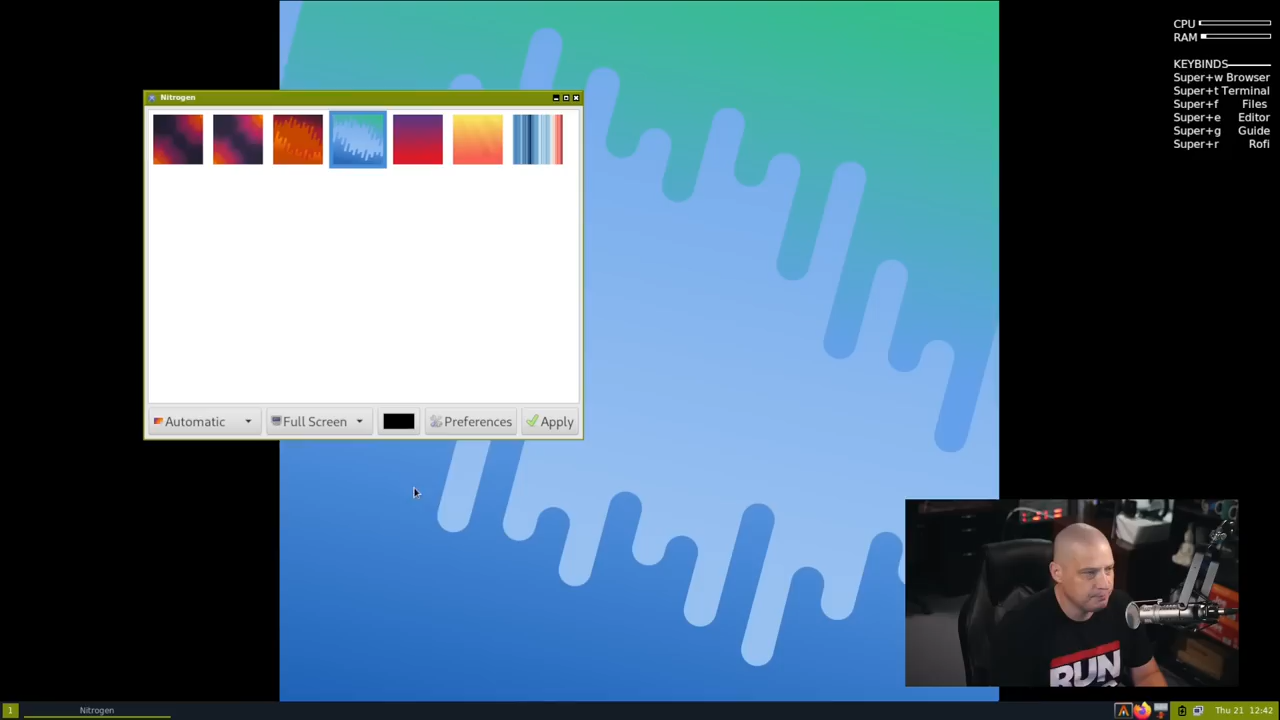 CPU
RAM
KEYBINDS
Super+w Browser
Super+t Terminal
Super+f Files
Super+e Editor
Super+g Guide
Super+r Rofi
Nitrogen
Automatic
Full Screen
Preferences
Apply
RUN
1
Nitrogen
Thu 21 12:42